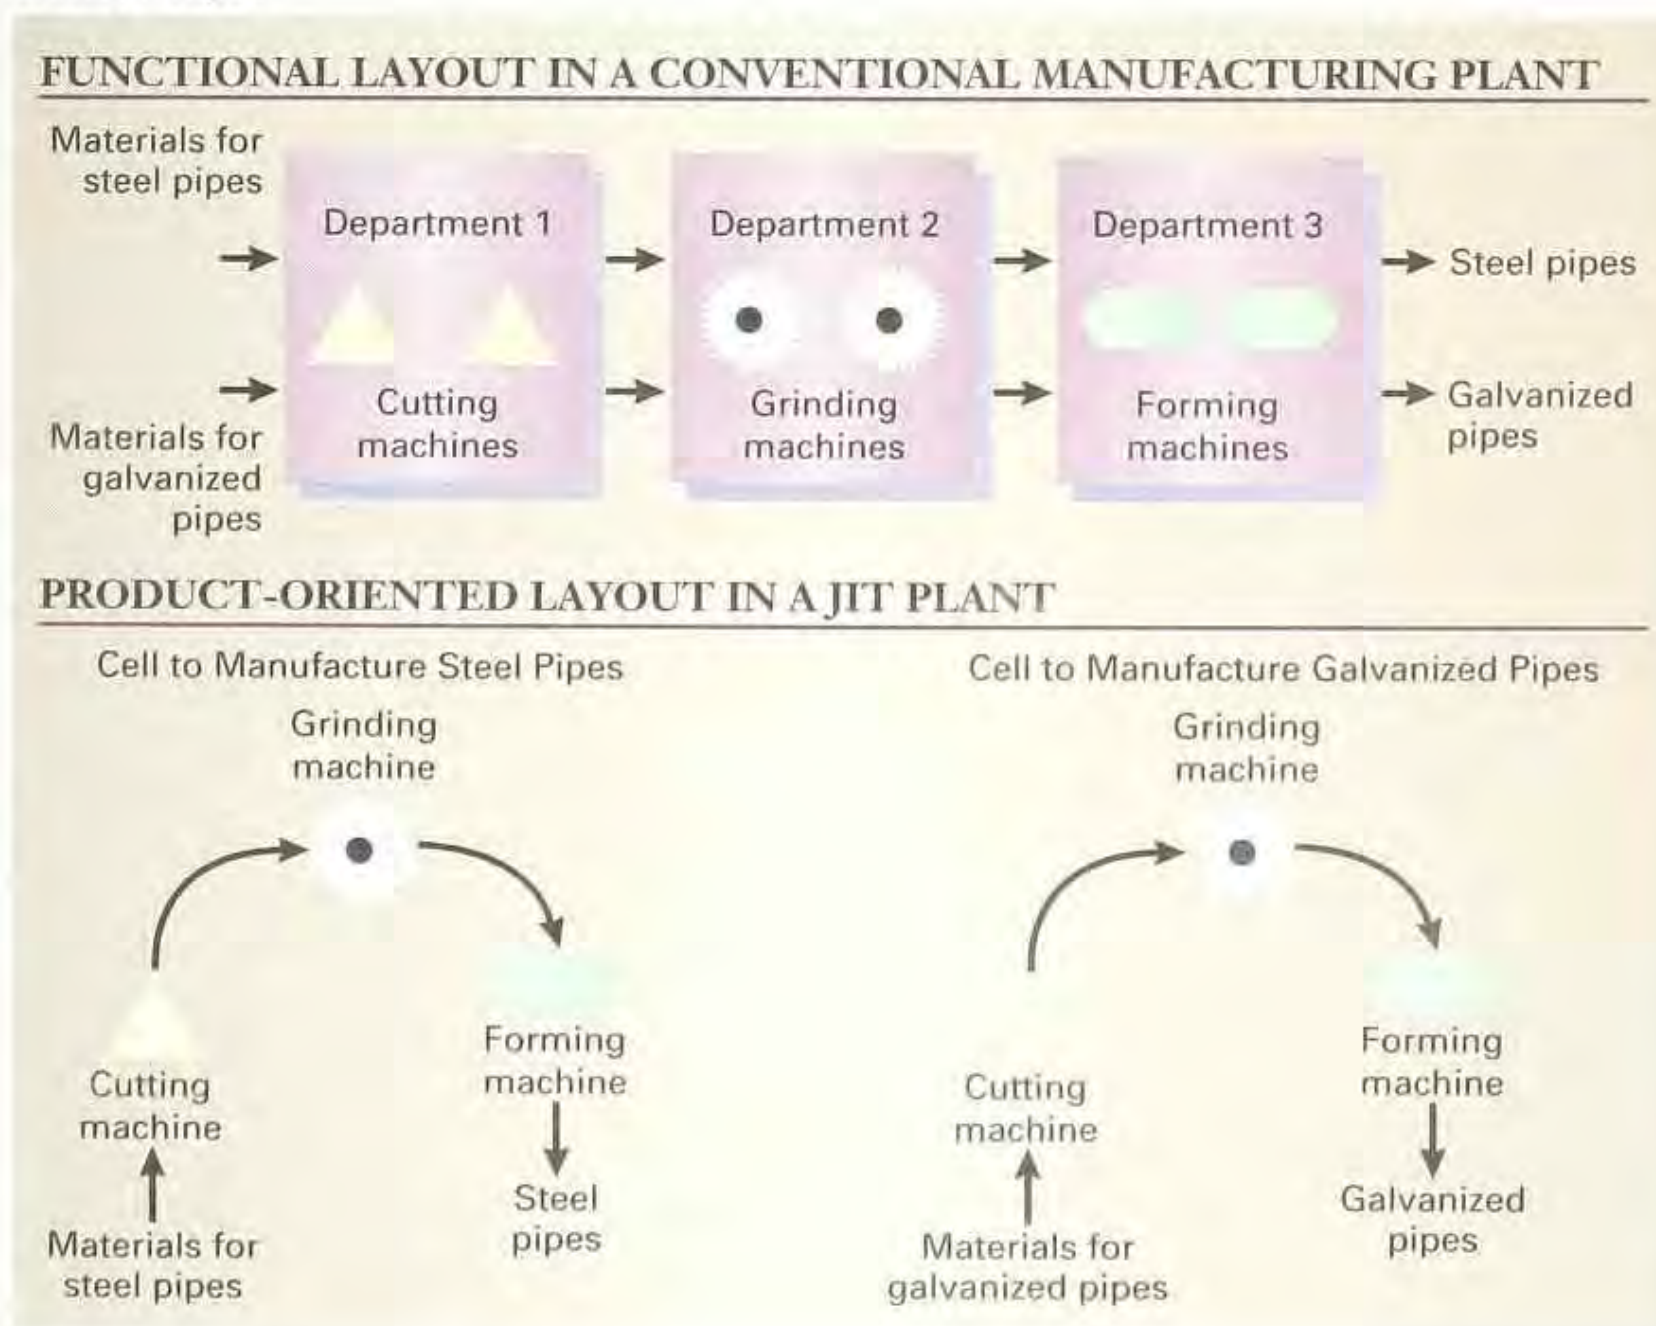 FUNCTIONAL LAYOUT IN A CONVENTIONAL MANUFACTURING PLANT
Materials for
steel pipes
Department 1
Department 2
Department 3
Steel pipes
Cutting
machines
Grinding
machines
Forming
machines
Galvanized
pipes
Materials for
galvanized
pipes
PRODUCT-ORIENTED LAYOUT IN A JIT PLANT
Cell to Manufacture Steel Pipes
Grinding
machine
Cutting
machine
Forming
machine
Materials for
steel pipes
Steel
pipes
Cell to Manufacture Galvanized Pipes
Grinding
machine
Cutting
machine
Forming
machine
Materials for
galvanized pipes
Galvanized
pipes